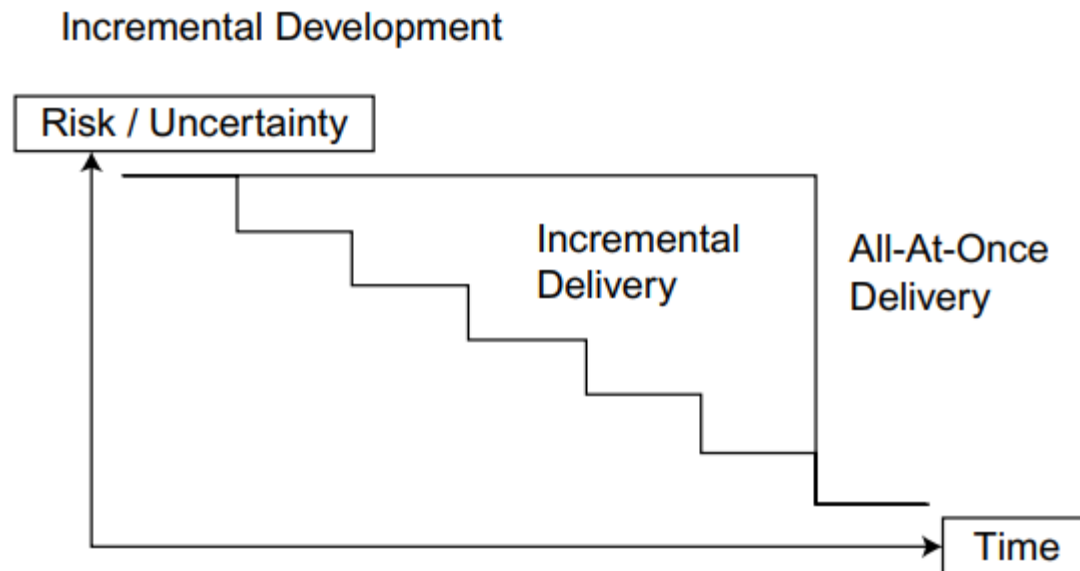 Incremental Development
Risk / Uncertainty
Incremental
Delivery
All-At-Once
Delivery
Time